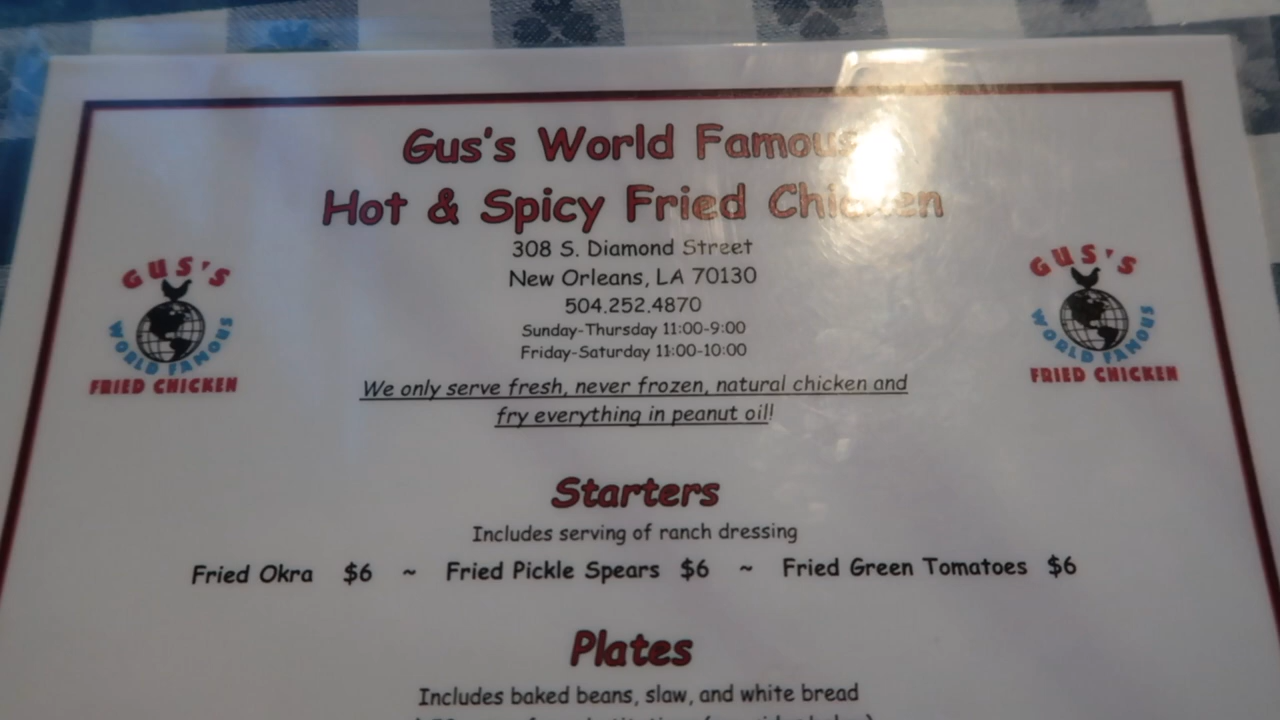 Gus's World Famous
Hot & Spicy Fried Chicken
308 S. Diamond Street
New Orleans, LA 70130
504.252.4870
Sunday-Thursday 11:00-9:00
Friday-Saturday 11:00-10:00
We only serve fresh, never frozen, natural chicken and
fry everything in peanut oil!
GUS'S
WORLD FAMOUS
FRIED CHICKEN
GUS'S
WORLD FAMOUS
FRIED CHICKEN
Starters
Includes serving of ranch dressing
Fried Okra $6 ~ Fried Pickle Spears $6 ~ Fried Green Tomatoes $6
Plates
Includes baked beans, slaw, and white bread